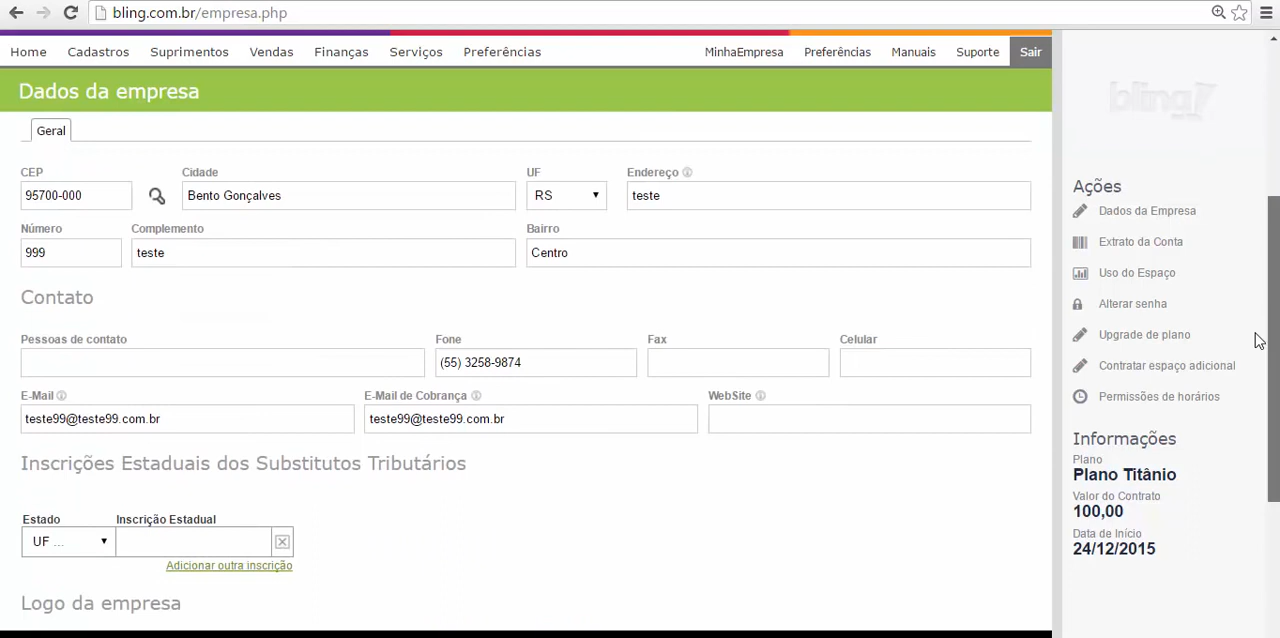 bling.com.br/empresa.php
Home Cadastros Suprimentos Vendas Finanças Serviços Preferências MinhaEmpresa Preferências Manuais Suporte Sair
Dados da empresa
Geral
CEP Cidade UF Endereço
95700-000 Bento Gonçalves RS teste
Número Complemento Bairro
999 teste Centro
Contato
Pessoas de contato Fone Fax Celular
(55) 3258-9874
E-Mail E-Mail de Cobrança WebSite
teste99@teste99.com.br teste99@teste99.com.br
Inscrições Estaduais dos Substitutos Tributários
Estado Inscrição Estadual
UF ...
Adicionar outra inscrição
Logo da empresa
bling!
Ações
Dados da Empresa
Extrato da Conta
Uso do Espaço
Alterar senha
Upgrade de plano
Contratar espaço adicional
Permissões de horários
Informações
Plano
Plano Titânio
Valor do Contrato
100,00
Data de Início
24/12/2015